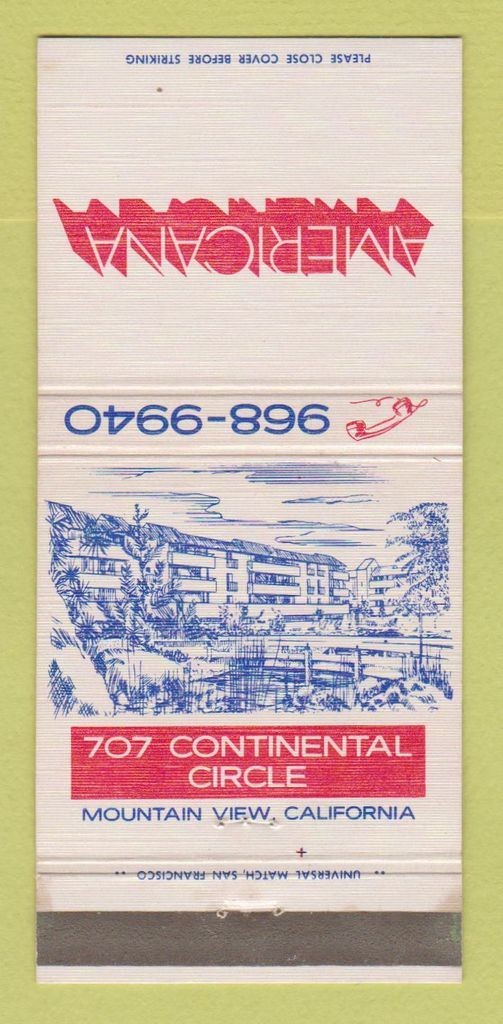 PLEASE CLOSE COVER BEFORE STRIKING
AMERICANA
968-9940
707 CONTINENTAL
CIRCLE
MOUNTAIN VIEW, CALIFORNIA
•• UNIVERSAL MATCH, SAN FRANCISCO ••